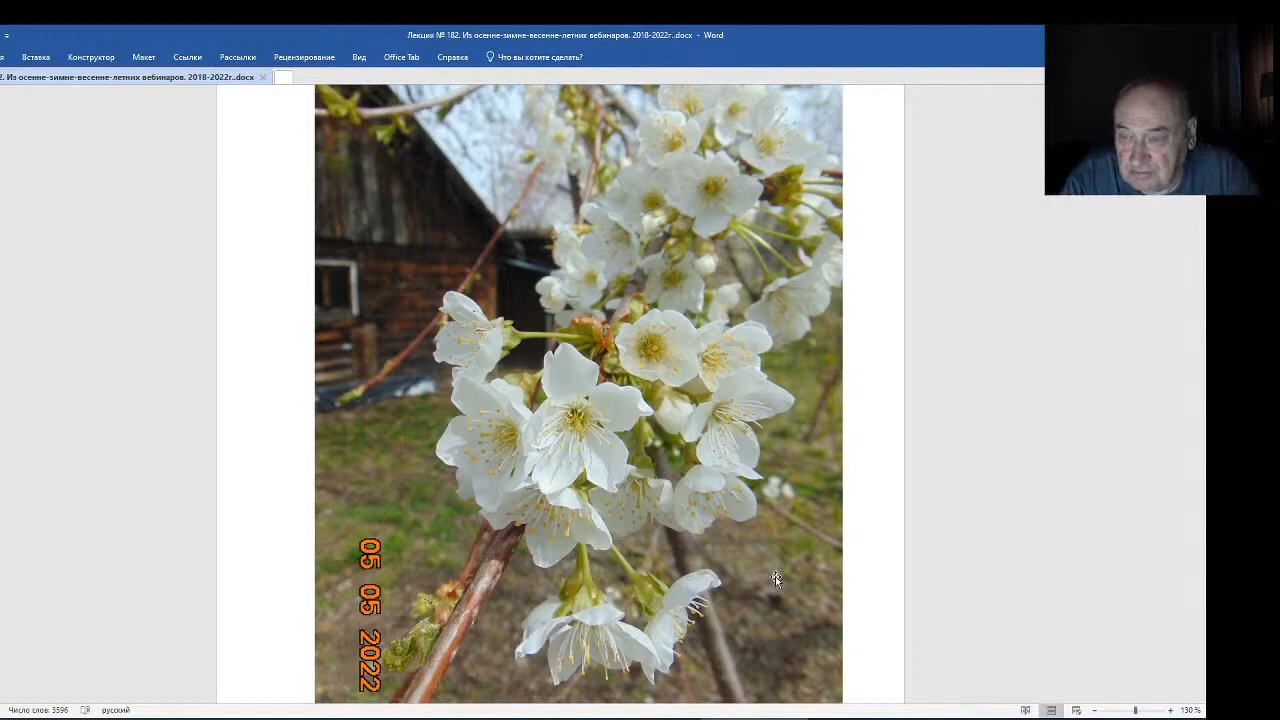 Лекция № 182. Из осенне-зимне-весенне-летних вебинаров. 2018-2022г..docx - Word
Вставка Конструктор Макет Ссылки Рассылки Рецензирование Вид Office Tab Справка Что вы хотите сделать?
2. Из осенне-зимне-весенне-летних вебинаров. 2018-2022г..docx
05 05 2022
Число слов: 3596 русский 130 %